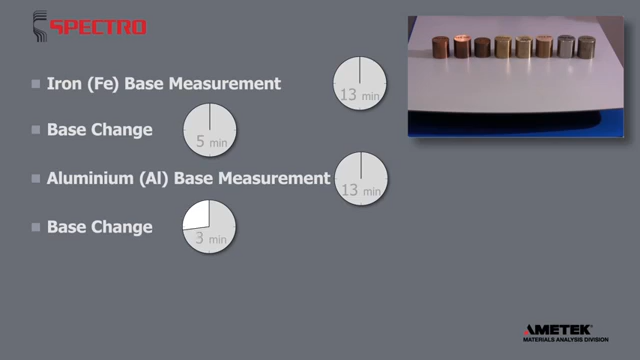 SPECTRO
Iron (Fe) Base Measurement
13 min
Base Change
5 min
Aluminium (Al) Base Measurement
13 min
Base Change
3 min
AMETEK
MATERIALS ANALYSIS DIVISION